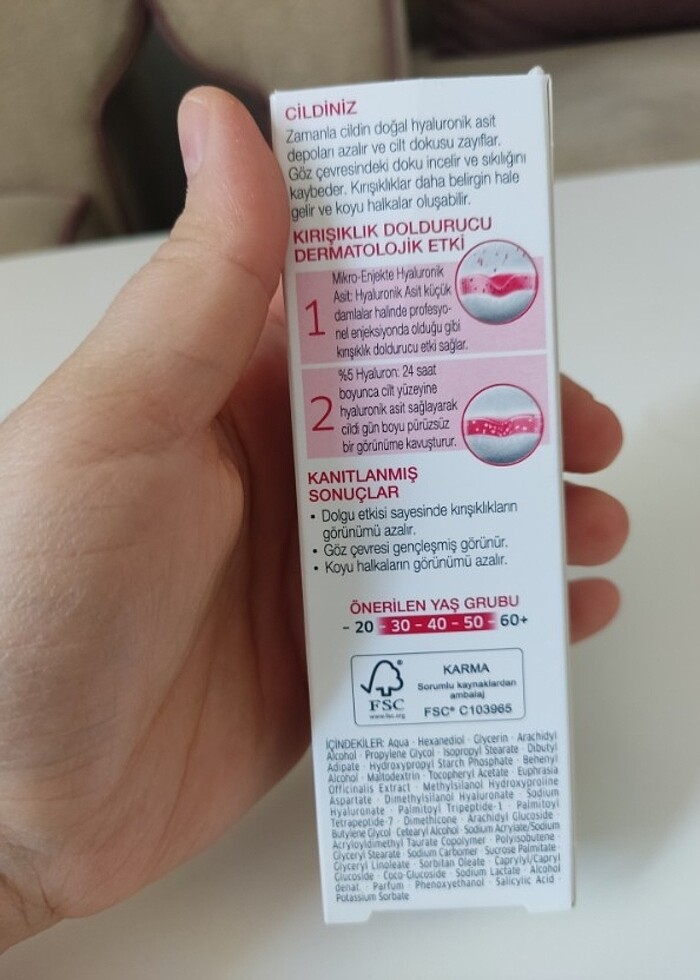 CİLDİNİZ
Zamanla cildin doğal hyaluronik asit
depoları azalır ve cilt dokusu zayıflar.
Göz çevresindeki doku incelir ve sıkılığını
kaybeder. Kırışıklıklar daha belirgin hale
gelir ve koyu halkalar oluşabilir.
KIRIŞIKLIK DOLDURUCU
DERMATOLOJİK ETKİ
1
Mikro-Enjekte Hyaluronik
Asit: Hyaluronik Asit küçük
damlalar halinde profesyo-
nel enjeksiyonda olduğu gibi
kırışıklık doldurucu etki sağlar.
2
%5 Hyaluron: 24 saat
boyunca cilt yüzeyine
hyaluronik asit sağlayarak
cildi gün boyu pürüzsüz
bir görünüme kavuşturur.
KANITLANMIŞ
SONUÇLAR
• Dolgu etkisi sayesinde kırışıklıkların
görünümü azalır.
• Göz çevresi gençleşmiş görünür.
• Koyu halkaların görünümü azalır.
ÖNERİLEN YAŞ GRUBU
- 20 - 30 - 40 - 50 - 60+
FSC®
www.fsc.org
KARMA
Sorumlu kaynaklardan
ambalaj
FSC® C103965
İÇİNDEKİLER: Aqua · Hexanediol · Glycerin · Arachidyl
Alcohol · Propylene Glycol · Isopropyl Stearate · Dibutyl
Adipate · Hydroxypropyl Starch Phosphate · Behenyl
Alcohol · Maltodextrin · Tocopheryl Acetate · Euphrasia
Officinalis Extract · Methylsilanol Hydroxyproline
Aspartate · Dimethylsilanol Hyaluronate · Sodium
Hyaluronate · Palmitoyl Tripeptide-1 · Palmitoyl
Tetrapeptide-7 · Dimethicone · Arachidyl Glucoside ·
Butylene Glycol · Cetearyl Alcohol · Sodium Acrylate/Sodium
Acryloyldimethyl Taurate Copolymer · Polyisobutene ·
Glyceryl Stearate · Sodium Carbomer · Sucrose Palmitate ·
Glyceryl Linoleate · Sorbitan Oleate · Caprylyl/Capryl
Glucoside · Coco-Glucoside · Sodium Lactate · Alcohol
denat. · Parfum · Phenoxyethanol · Salicylic Acid ·
Potassium Sorbate